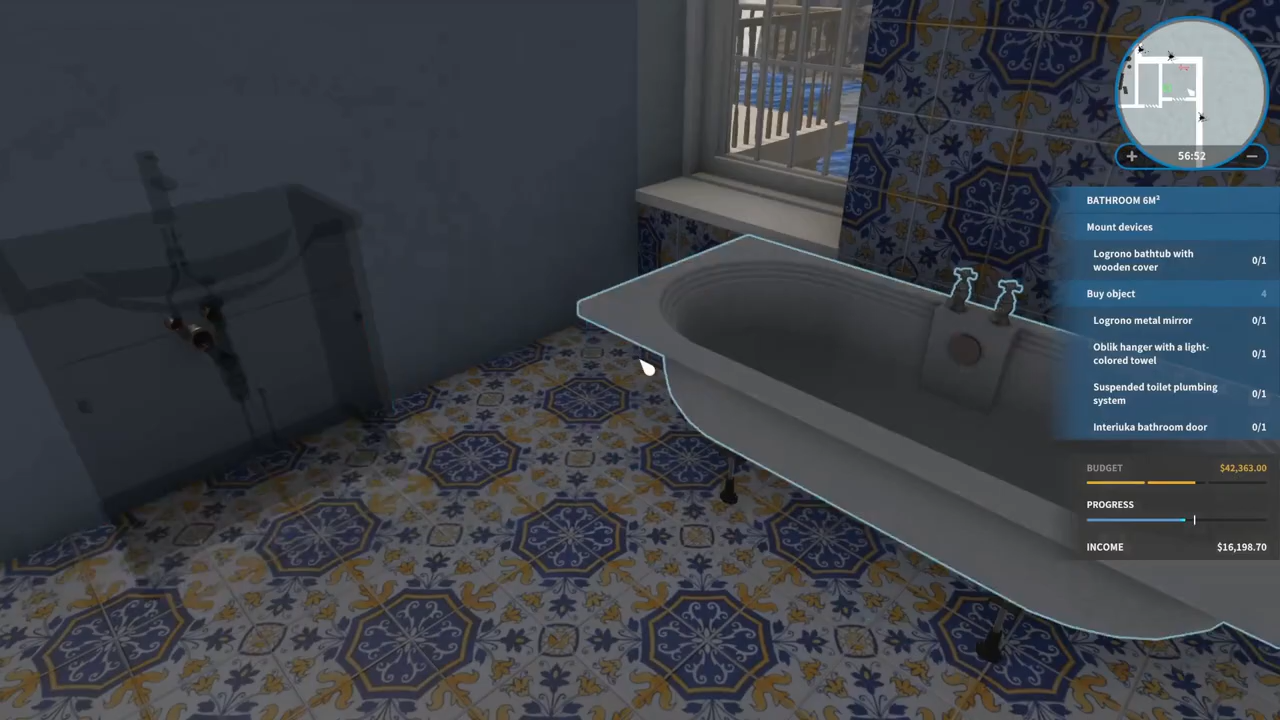 56:52
BATHROOM 6M²
Mount devices
Logrono bathtub with
wooden cover
0/1
Buy object
4
Logrono metal mirror
0/1
Oblik hanger with a light-
colored towel
0/1
Suspended toilet plumbing
system
0/1
Interiuka bathroom door
0/1
BUDGET
$42,363.00
PROGRESS
INCOME
$16,198.70